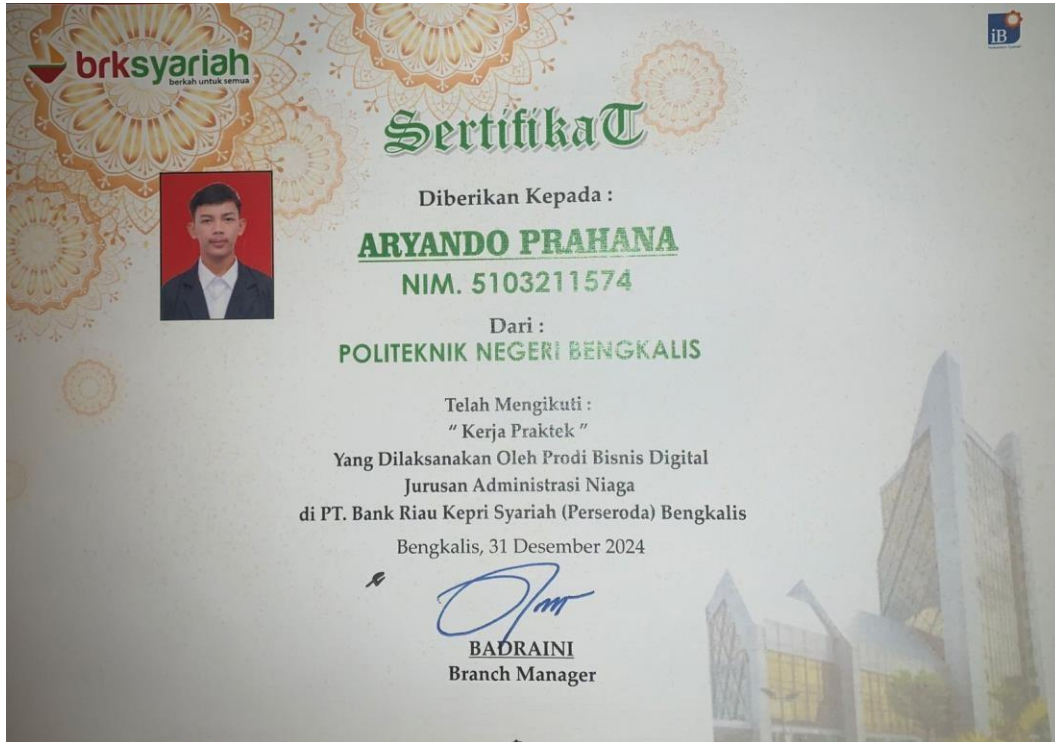 brksyariah
berkah untuk semua
iB
SertifikaT
Diberikan Kepada :
ARYANDO PRAHANA
NIM. 5103211574
Dari :
POLITEKNIK NEGERI BENGKALIS
Telah Mengikuti :
" Kerja Praktek "
Yang Dilaksanakan Oleh Prodi Bisnis Digital
Jurusan Administrasi Niaga
di PT. Bank Riau Kepri Syariah (Perseroda) Bengkalis
Bengkalis, 31 Desember 2024
BADRAINI
Branch Manager